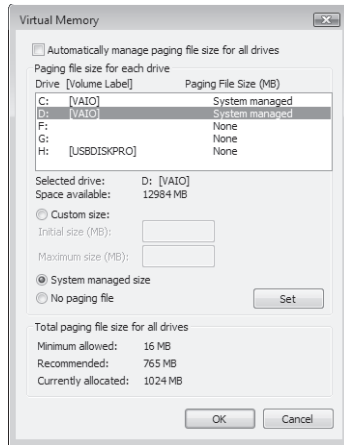 Virtual Memory
Automatically manage paging file size for all drives
Paging file size for each drive
Drive [Volume Label] Paging File Size (MB)
C: [VAIO] System managed
D: [VAIO] System managed
F: None
G: None
H: [USBDISKPRO] None
Selected drive: D: [VAIO]
Space available: 12984 MB
Custom size:
Initial size (MB):
Maximum size (MB):
System managed size
No paging file Set
Total paging file size for all drives
Minimum allowed: 16 MB
Recommended: 765 MB
Currently allocated: 1024 MB
OK Cancel